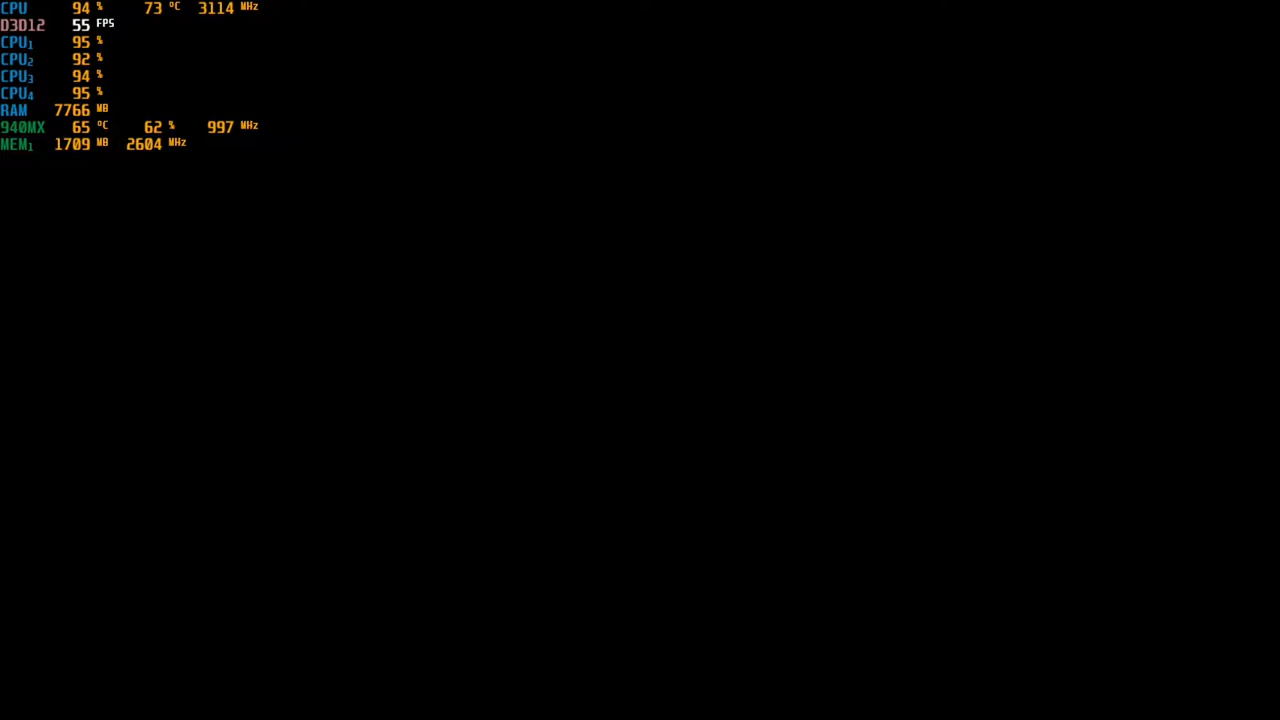 CPU 94 % 73 °C 3114 MHz
D3D12 55 FPS
CPU₁ 95 %
CPU₂ 92 %
CPU₃ 94 %
CPU₄ 95 %
RAM 7766 MB
940MX 65 °C 62 % 997 MHz
MEM₁ 1709 MB 2604 MHz